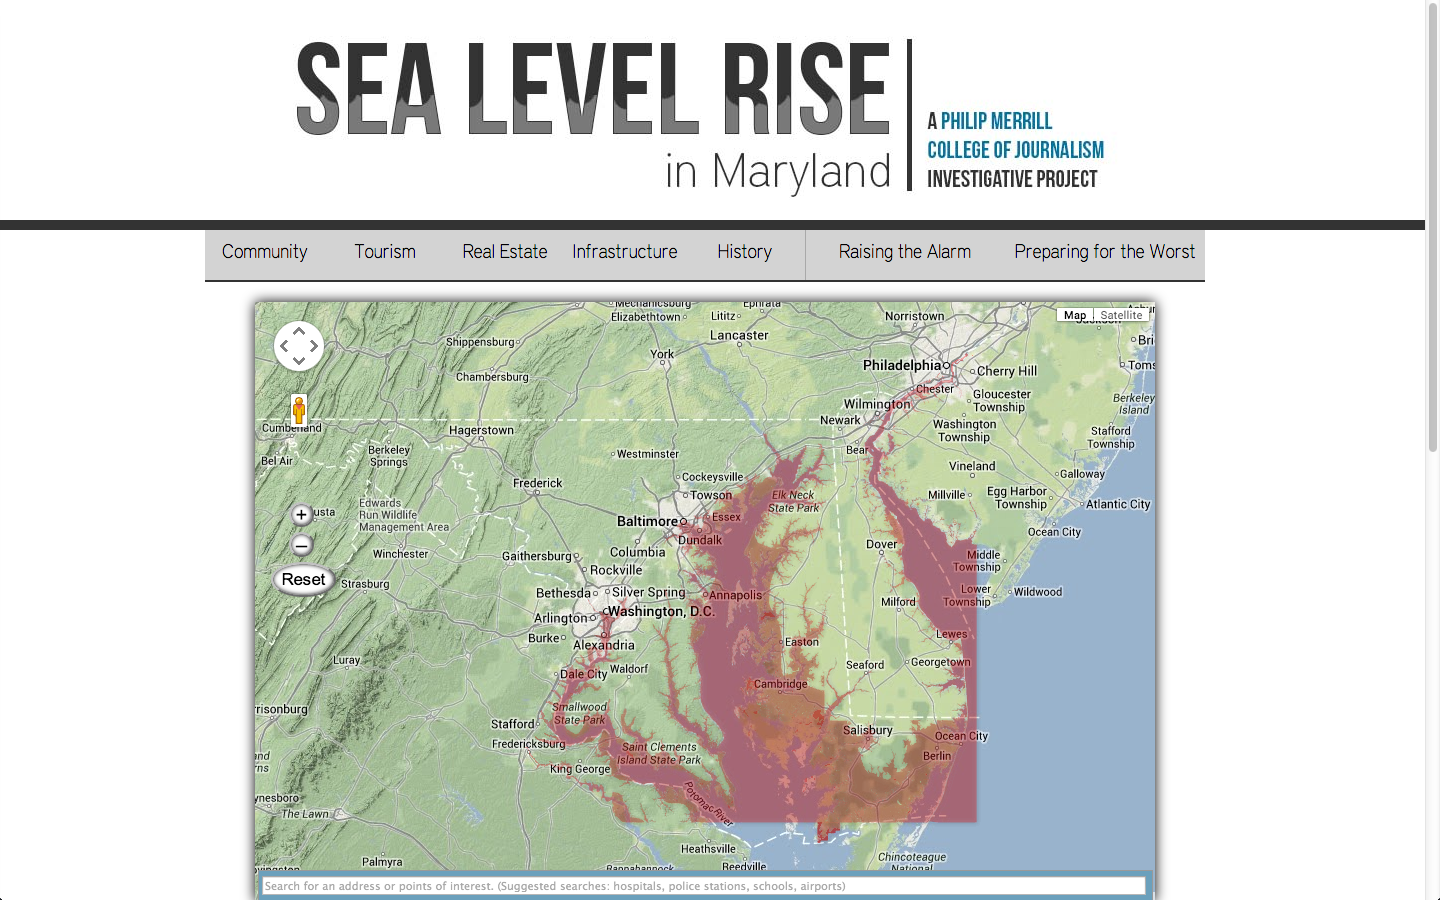 SEA LEVEL RISE
in Maryland
A PHILIP MERRILL
COLLEGE OF JOURNALISM
INVESTIGATIVE PROJECT
Community Tourism Real Estate Infrastructure History Raising the Alarm Preparing for the Worst
Mechanicsburg
Ephrata
Elizabethtown
Lititz
Norristown
Map Satellite
Jackson
Lancaster
Shippensburg
York
Philadelphia
Cherry Hill
Chambersburg
Chester
Gloucester
Township
Berkeley
Island
Wilmington
Newark
Washington
Township
Stafford
Township
Cumberland
Hagerstown
Bel Air
Berkeley
Springs
Westminster
Bear
Vineland
Galloway
Cockeysville
Frederick
Towson
Elk Neck
State Park
Millville
Egg Harbor
Township
Atlantic City
Edwards
Run Wildlife
Management Area
Baltimore
Essex
Dundalk
Ocean City
Dover
Winchester
Gaithersburg
Columbia
Rockville
Middle
Township
Reset
Strasburg
Bethesda
Silver Spring
Annapolis
Lower
Township
Wildwood
Milford
Arlington
Washington, D.C.
Burke
Alexandria
Easton
Lewes
Luray
Dale City
Waldorf
Seaford
Georgetown
Cambridge
Smallwood
State Park
Stafford
Salisbury
Ocean City
Fredericksburg
Saint Clements
Island State Park
Berlin
King George
Potomac River
The Lawn
Heathsville
Chincoteague
National
Palmyra
Rappahannock
Reedville
Search for an address or points of interest. (Suggested searches: hospitals, police stations, schools, airports)